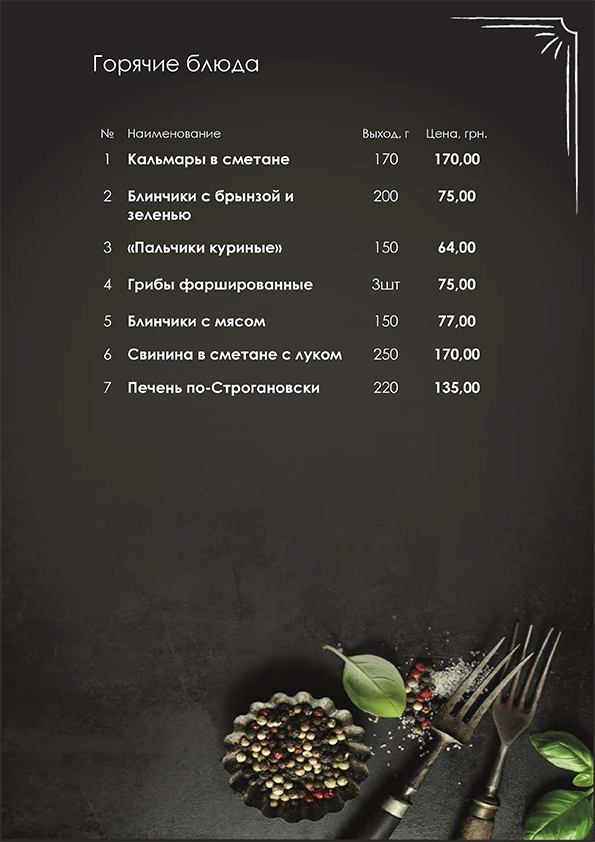 Горячие блюда
№ Наименование Выход, г Цена, грн.
1 Кальмары в сметане 170 170,00
2 Блинчики с брынзой и 200 75,00
зеленью
3 «Пальчики куриные» 150 64,00
4 Грибы фаршированные 3шт 75,00
5 Блинчики с мясом 150 77,00
6 Свинина в сметане с луком 250 170,00
7 Печень по-Строгановски 220 135,00